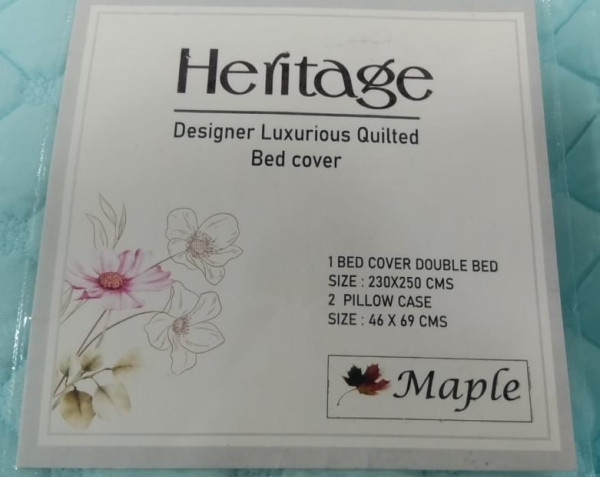 Heritage
Designer Luxurious Quilted
Bed cover
1 BED COVER DOUBLE BED
SIZE : 230X250 CMS
2 PILLOW CASE
SIZE : 46 X 69 CMS
Maple